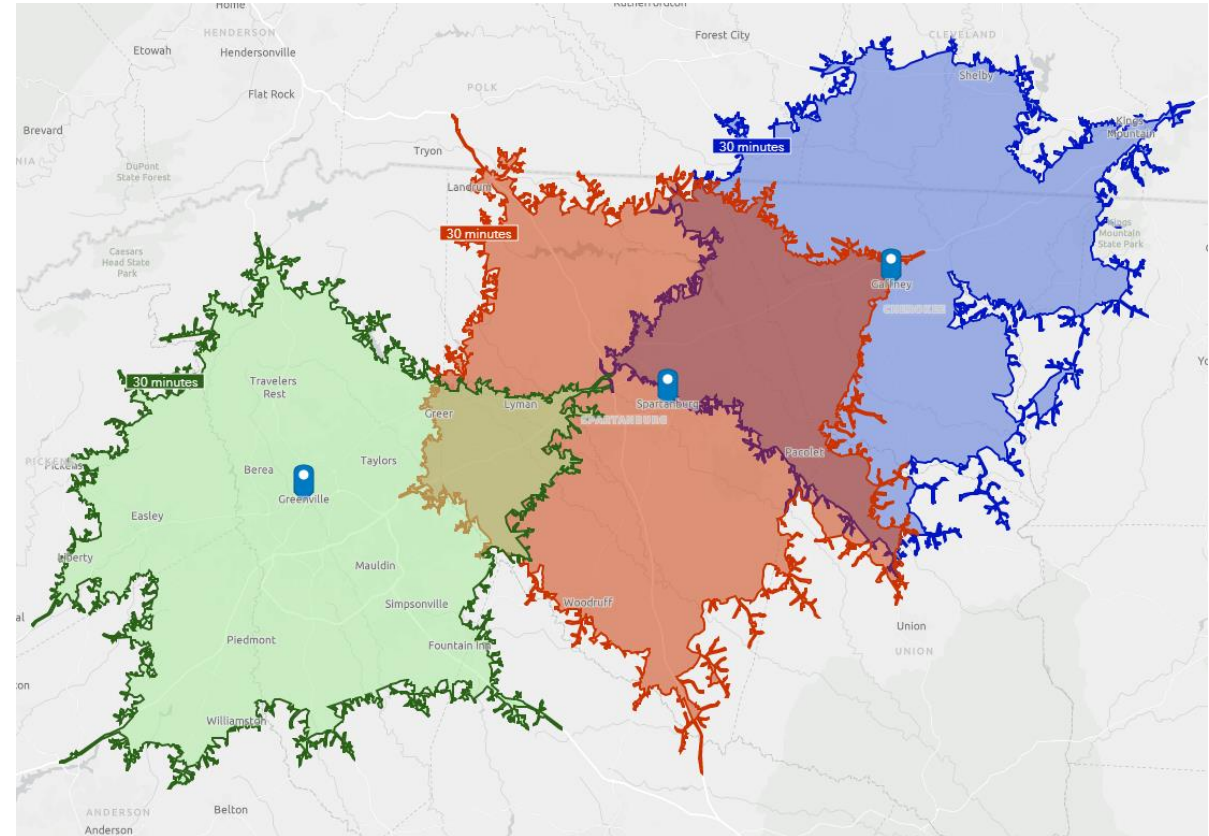 Home
Rutherfordton
HENDERSON
Etowah
Hendersonville
Forest City
CLEVELAND
Shelby
Flat Rock
POLK
Kings
Mountain
Brevard
30 minutes
Tryon
DuPont
State Forest
Landrum
Kings
Mountain
State Park
30 minutes
Caesars
Head State
Park
Gaffney
CHEROKEE
30 minutes
Travelers
Rest
Greer
Lyman
Spartanburg
SPARTANBURG
Pacolet
PICKENS
Pickens
Berea
Taylors
Greenville
Easley
Liberty
Mauldin
Simpsonville
Woodruff
Union
UNION
Piedmont
Fountain Inn
Williamston
ANDERSON
Belton
Anderson